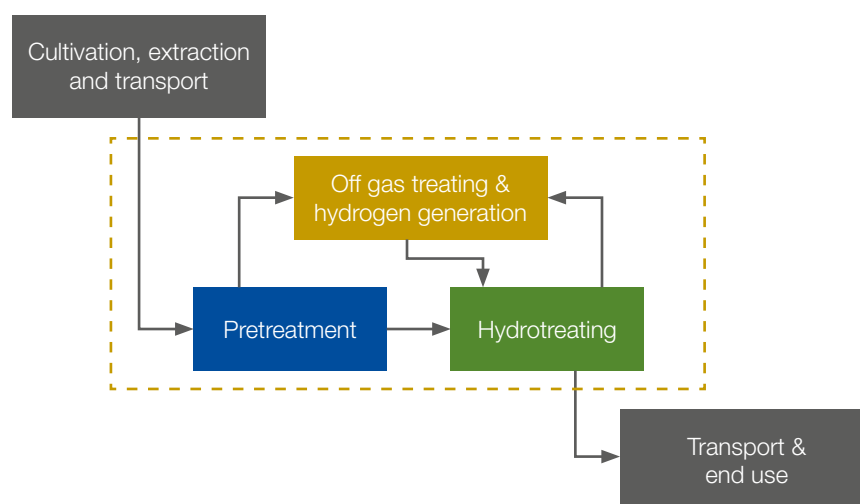 Cultivation, extraction
and transport
Off gas treating &
hydrogen generation
Pretreatment
Hydrotreating
Transport &
end use